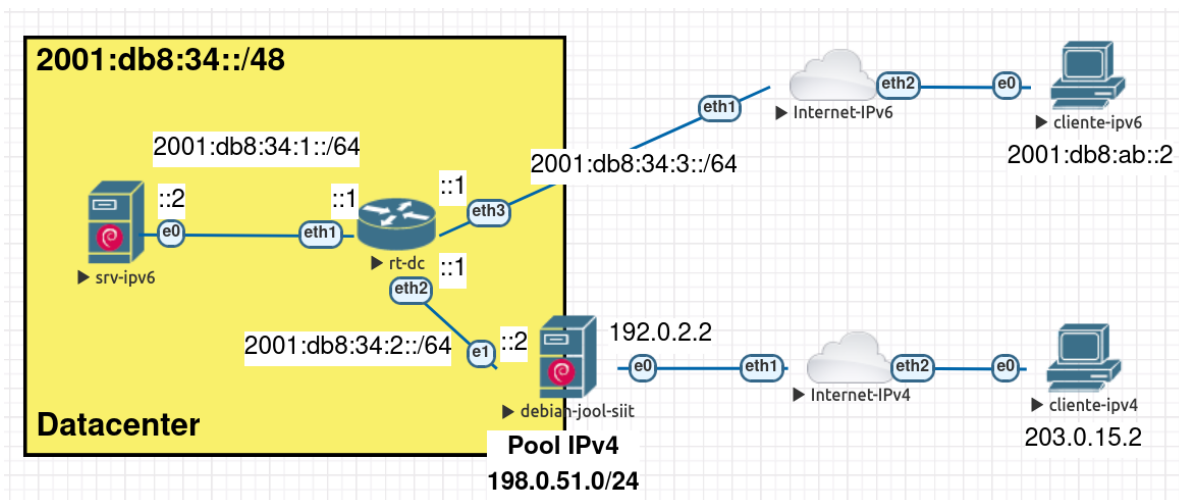 2001:db8:34::/48
2001:db8:34:1::/64
srv-ipv6
::2
e0
::1
eth1
rt-dc
::1
eth3
2001:db8:34:3::/64
eth1
Internet-IPv6
eth2
e0
cliente-ipv6
2001:db8:ab::2
::1
eth2
2001:db8:34:2::/64
e1
::2
debian-jool-siit
192.0.2.2
e0
eth1
Internet-IPv4
eth2
e0
cliente-ipv4
203.0.15.2
Datacenter
Pool IPv4
198.0.51.0/24